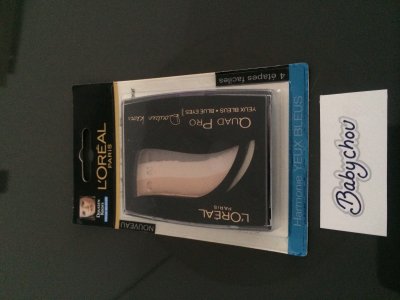 L'ORÉAL
PARIS
NOUVEAU
YEUX BLEUS • BLUE EYES
QUAD PRO
L'ORÉAL
PARIS
4 étapes faciles
Harmonie YEUX BLEUS
Babychou